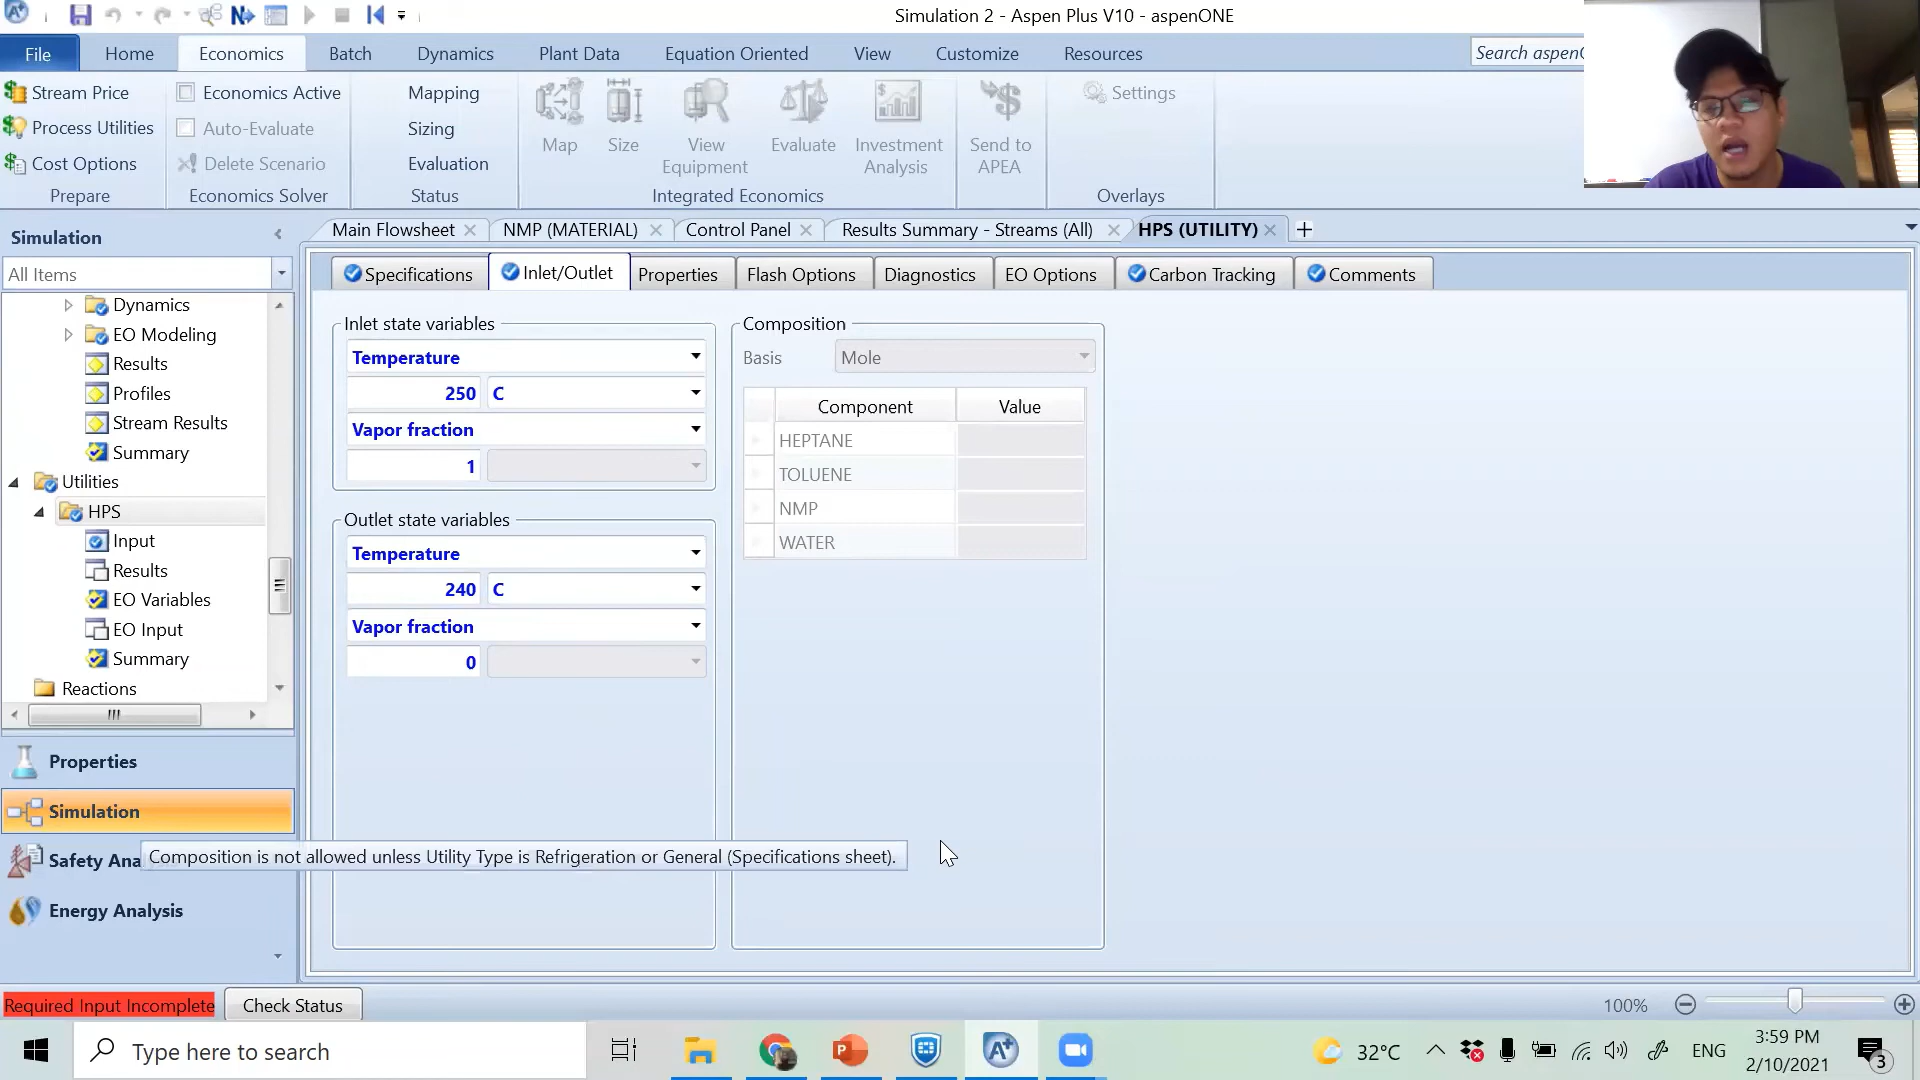 Simulation 2 - Aspen Plus V10 - aspenONE
File
Home
Economics
Batch
Dynamics
Plant Data
Equation Oriented
View
Customize
Resources
Search aspenO
Stream Price
Economics Active
Mapping
Process Utilities
Auto-Evaluate
Sizing
Cost Options
Delete Scenario
Evaluation
Map
Size
View
Equipment
Evaluate
Investment
Analysis
Send to
APEA
Settings
Prepare
Economics Solver
Status
Integrated Economics
Overlays
Simulation
Main Flowsheet
NMP (MATERIAL)
Control Panel
Results Summary - Streams (All)
HPS (UTILITY)
All Items
Specifications
Inlet/Outlet
Properties
Flash Options
Diagnostics
EO Options
Carbon Tracking
Comments
Dynamics
EO Modeling
Results
Profiles
Stream Results
Summary
Utilities
HPS
Input
Results
EO Variables
EO Input
Summary
Reactions
Inlet state variables
Temperature
250 C
Vapor fraction
1
Outlet state variables
Temperature
240 C
Vapor fraction
0
Composition
Basis Mole
Component Value
HEPTANE
TOLUENE
NMP
WATER
Properties
Simulation
Safety Ana
Composition is not allowed unless Utility Type is Refrigeration or General (Specifications sheet).
Energy Analysis
Required Input Incomplete
Check Status
100%
Type here to search
32°C
ENG
3:59 PM
2/10/2021
3